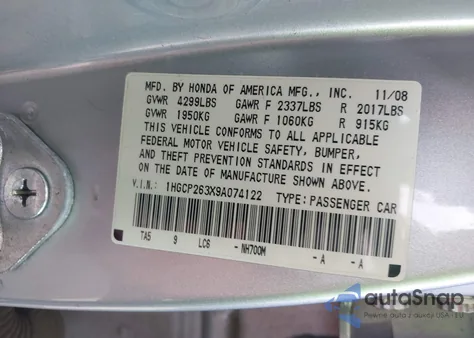 MFD. BY HONDA OF AMERICA MFG., INC. 11/08
GVWR 4299LBS GAWR F 2337LBS R 2017LBS
GVWR 1950KG GAWR F 1060KG R 915KG
THIS VEHICLE CONFORMS TO ALL APPLICABLE
FEDERAL MOTOR VEHICLE SAFETY, BUMPER,
AND THEFT PREVENTION STANDARDS IN EFFECT
ON THE DATE OF MANUFACTURE SHOWN ABOVE.
V.I.N.: 1HGCP263X9A074122 TYPE: PASSENGER CAR
TA5 9 LC6 -NH700M -A -A
autoSnap